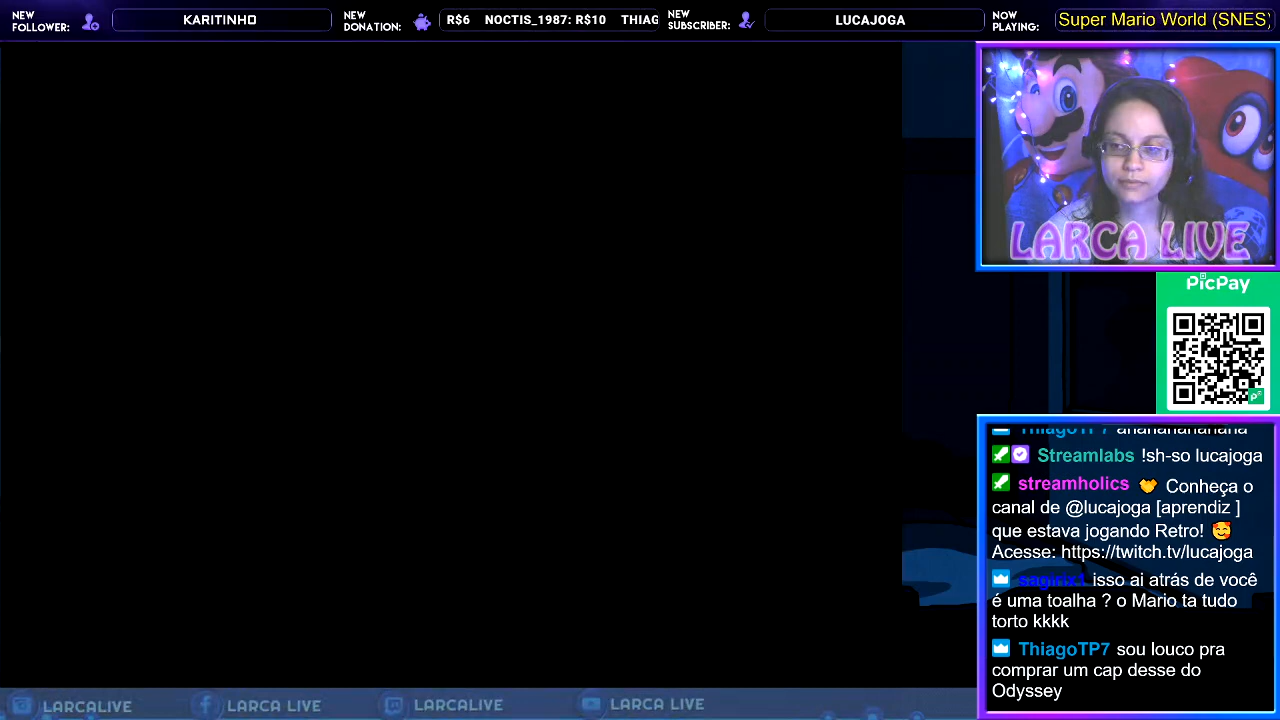 NEW FOLLOWER:
KARITINHO
NEW DONATION:
R$6 NOCTIS_1987: R$10 THIAG
NEW SUBSCRIBER:
LUCAJOGA
NOW PLAYING:
Super Mario World (SNES)
LARCA LIVE
PicPay
ThiagoTP7 ahahahahahaha
Streamlabs !sh-so lucajoga
streamholics Conheça o
canal de @lucajoga [aprendiz ]
que estava jogando Retro!
Acesse: https://twitch.tv/lucajoga
isso ai atrás de você
é uma toalha ? o Mario ta tudo
torto kkkk
ThiagoTP7 sou louco pra
comprar um cap desse do
Odyssey
LARCALIVE
LARCA LIVE
LARCALIVE
LARCA LIVE